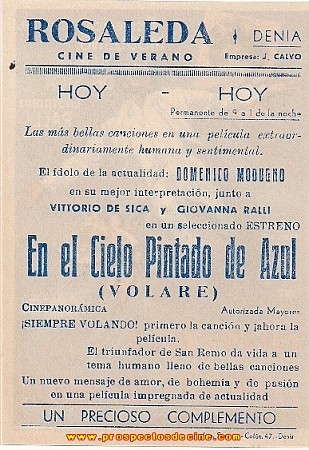 ROSALEDA DENIA
CINE DE VERANO Empresa: J. CALVO
HOY - HOY
Permanente de 9 a 1 de la noche
Las más bellas canciones en una película extraor-
dinariamente humana y sentimental.
El ídolo de la actualidad: DOMENICO MODUGNO
en su mejor interpretación, junto a
VITTORIO DE SICA y GIOVANNA RALLI
en un seleccionado ESTRENO
En el Cielo Pintado de Azul
(VOLARE)
CINEPANORÁMICA Autorizada Mayores
¡SIEMPRE VOLANDO! primero la canción y ¡ahora la
película.
El triunfador de San Remo da vida a un
tema humano lleno de bellas canciones
Un nuevo mensaje de amor, de bohemia y de pasión
en una película impregnada de actualidad
UN PRECIOSO COMPLEMENTO
www.prospectosdecine.com Colón, 47.- Denia